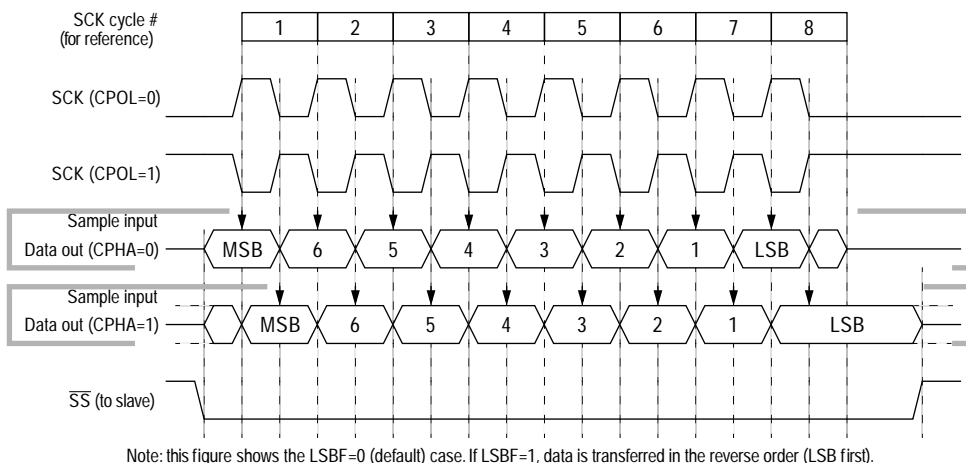 SCK cycle #
(for reference)
1 2 3 4 5 6 7 8
SCK (CPOL=0)
SCK (CPOL=1)
Sample input
Data out (CPHA=0)
MSB 6 5 4 3 2 1 LSB
Sample input
Data out (CPHA=1)
MSB 6 5 4 3 2 1 LSB
SS (to slave)
Note: this figure shows the LSBF=0 (default) case. If LSBF=1, data is transferred in the reverse order (LSB first).